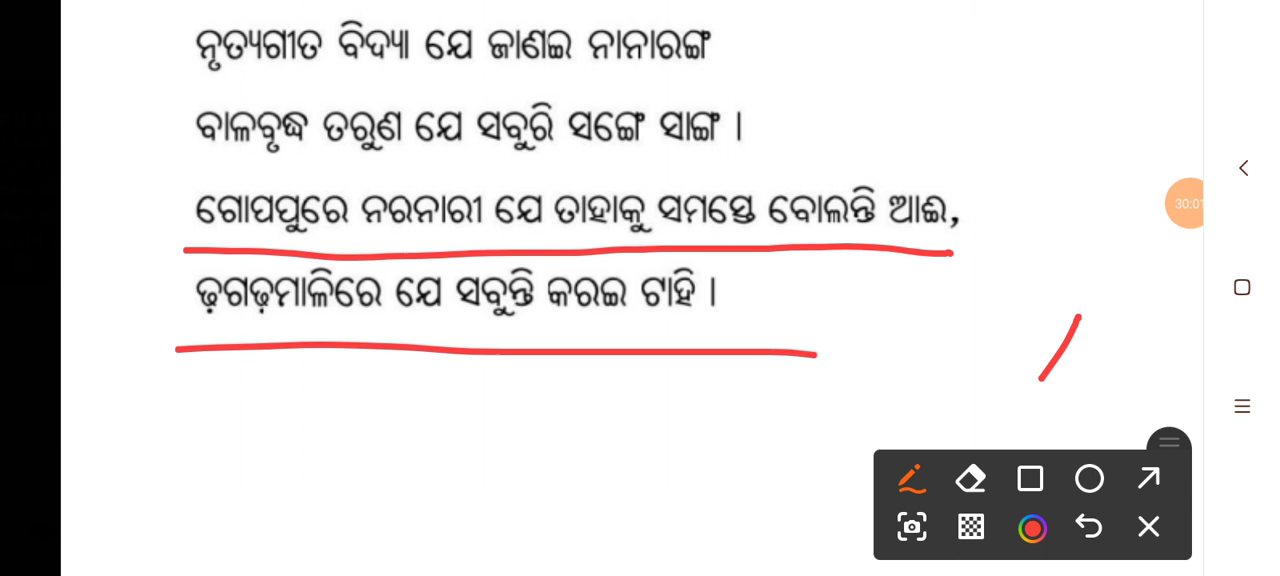 ନୃତ୍ୟଗୀତ ବିଦ୍ୟା ଯେ ଜାଣଇ ନାନାରଙ୍ଗ
ବାଳବୃଦ୍ଧ ତରୁଣ ଯେ ସବୁରି ସଙ୍ଗେ ସାଙ୍ଗ ।
ଗୋପପୁରେ ନରନାରୀ ଯେ ତାହାକୁ ସମସ୍ତେ ବୋଲନ୍ତି ଆଈ,
ଢ଼ଗଢ଼ମାଳିରେ ଯେ ସବୁନ୍ତି କରଇ ଟାହି ।